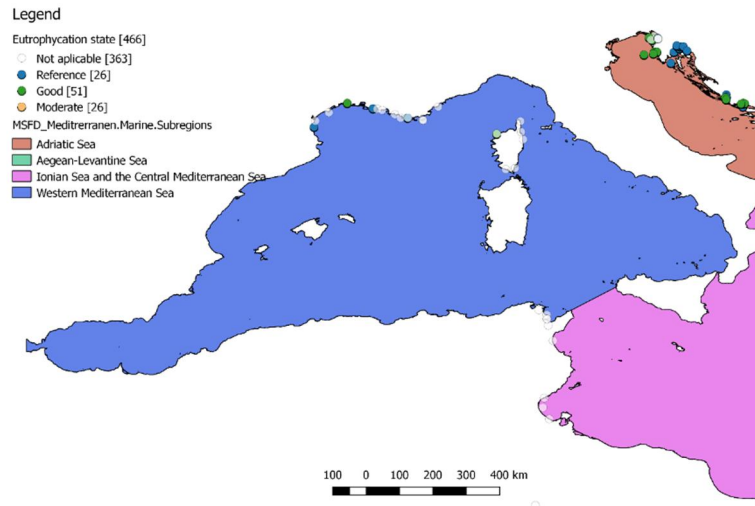 Legend
Eutrophycation state [466]
Not aplicable [363]
Reference [26]
Good [51]
Moderate [26]
MSFD_Meditrerranen.Marine.Subregions
Adriatic Sea
Aegean-Levantine Sea
Ionian Sea and the Central Mediterranean Sea
Western Mediterranean Sea
100 0 100 200 300 400 km